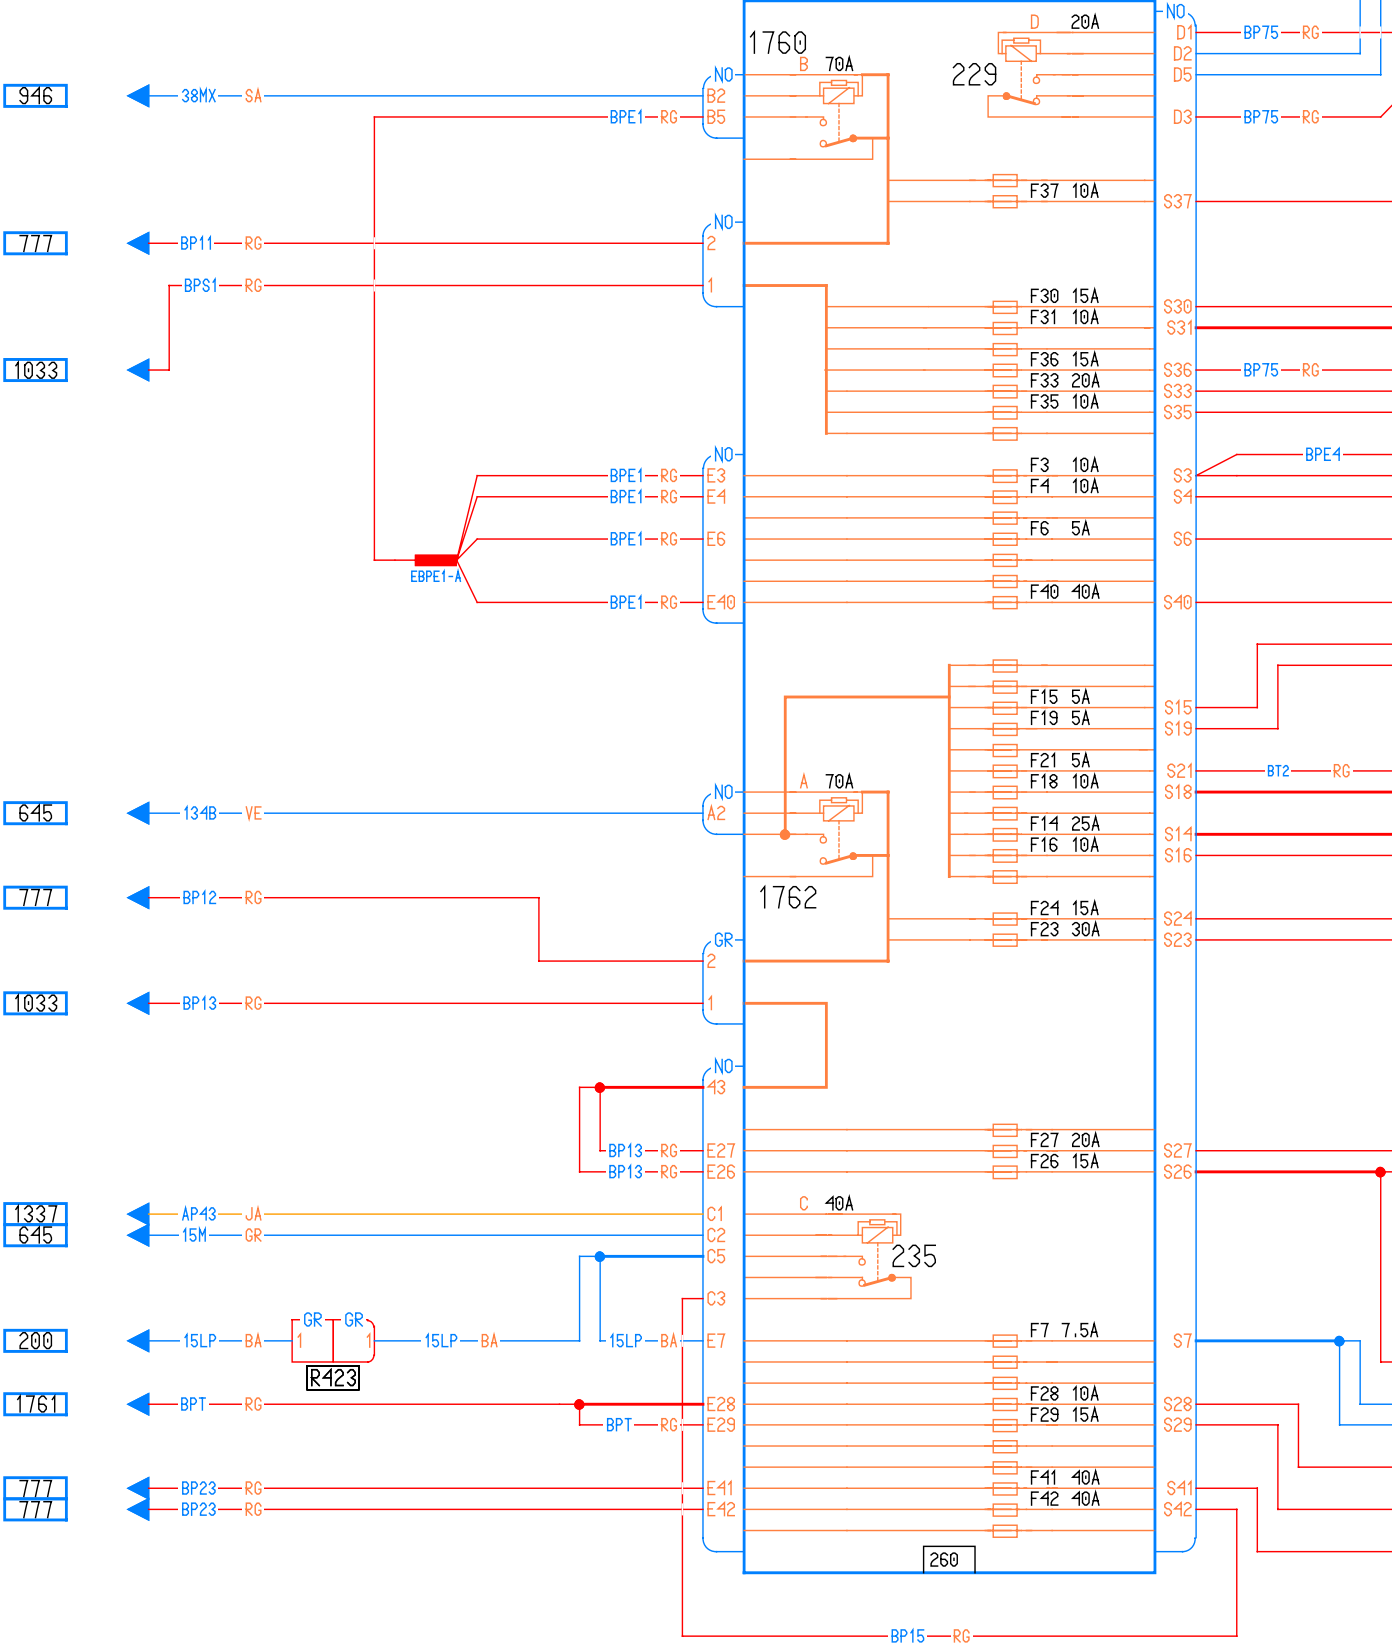 NO
D 20A
D1 BP75 RG
1760
D2
B 70A
229
NO
D5
946 38MX SA B2
BPE1 RG B5
D3 BP75 RG
F37 10A
S37
NO
777 BP11 RG 2
BPS1 RG 1
F30 15A S30
F31 10A S31
1033
F36 15A S36 BP75 RG
F33 20A S33
F35 10A S35
NO
BPE4
BPE1 RG E3 F3 10A S3
BPE1 RG E4 F4 10A S4
BPE1 RG E6 F6 5A S6
EBPE1-A
BPE1 RG E40 F40 40A S40
F15 5A S15
F19 5A S19
F21 5A S21 BT2 RG
NO A 70A F18 10A S18
645 134B VE A2
F14 25A S14
F16 10A S16
1762
777 BP12 RG
F24 15A S24
GR F23 30A S23
2
1033 BP13 RG 1
NO
43
BP13 RG E27 F27 20A S27
BP13 RG E26 F26 15A S26
1337 AP43 JA C1 C 40A
645 15M GR C2
C5 235
C3
GR GR
200 15LP BA 1 1 15LP BA 15LP BA E7 F7 7.5A S7
R423
1761 BPT RG E28 F28 10A S28
BPT RG E29 F29 15A S29
777 BP23 RG E41 F41 40A S41
777 BP23 RG E42 F42 40A S42
260
BP15 RG